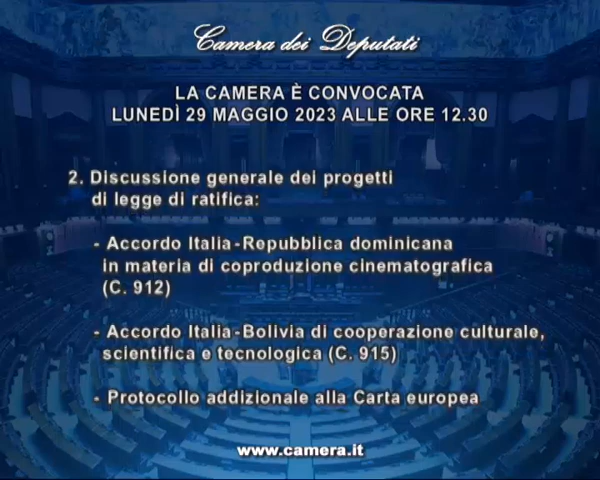 Camera dei Deputati
LA CAMERA È CONVOCATA
LUNEDÌ 29 MAGGIO 2023 ALLE ORE 12.30
2. Discussione generale dei progetti
di legge di ratifica:
- Accordo Italia-Repubblica dominicana
in materia di coproduzione cinematografica
(C. 912)
- Accordo Italia-Bolivia di cooperazione culturale,
scientifica e tecnologica (C. 915)
- Protocollo addizionale alla Carta europea
www.camera.it